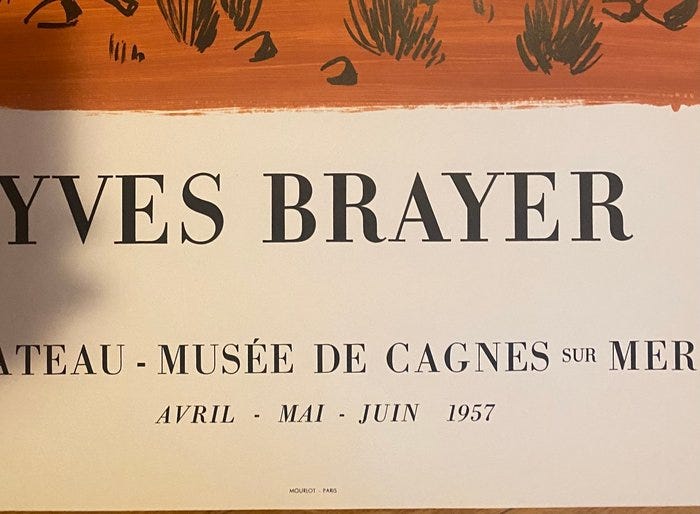 YVES BRAYER
ATEAU - MUSÉE DE CAGNES SUR MER
AVRIL - MAI - JUIN 1957
MOURLOT - PARIS